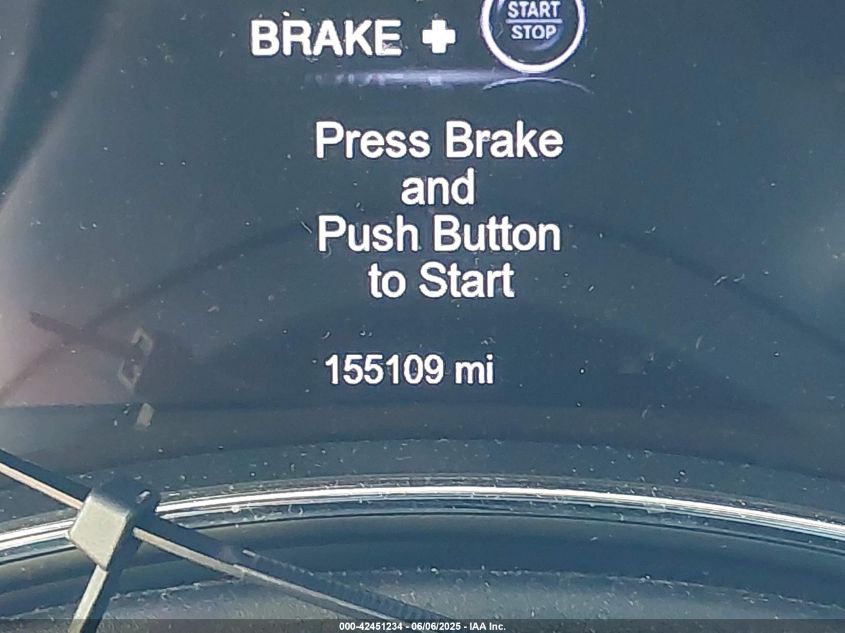 START
STOP
BRAKE +
Press Brake
and
Push Button
to Start
155109 mi
000-42451234 - 06/06/2025 - IAA Inc.